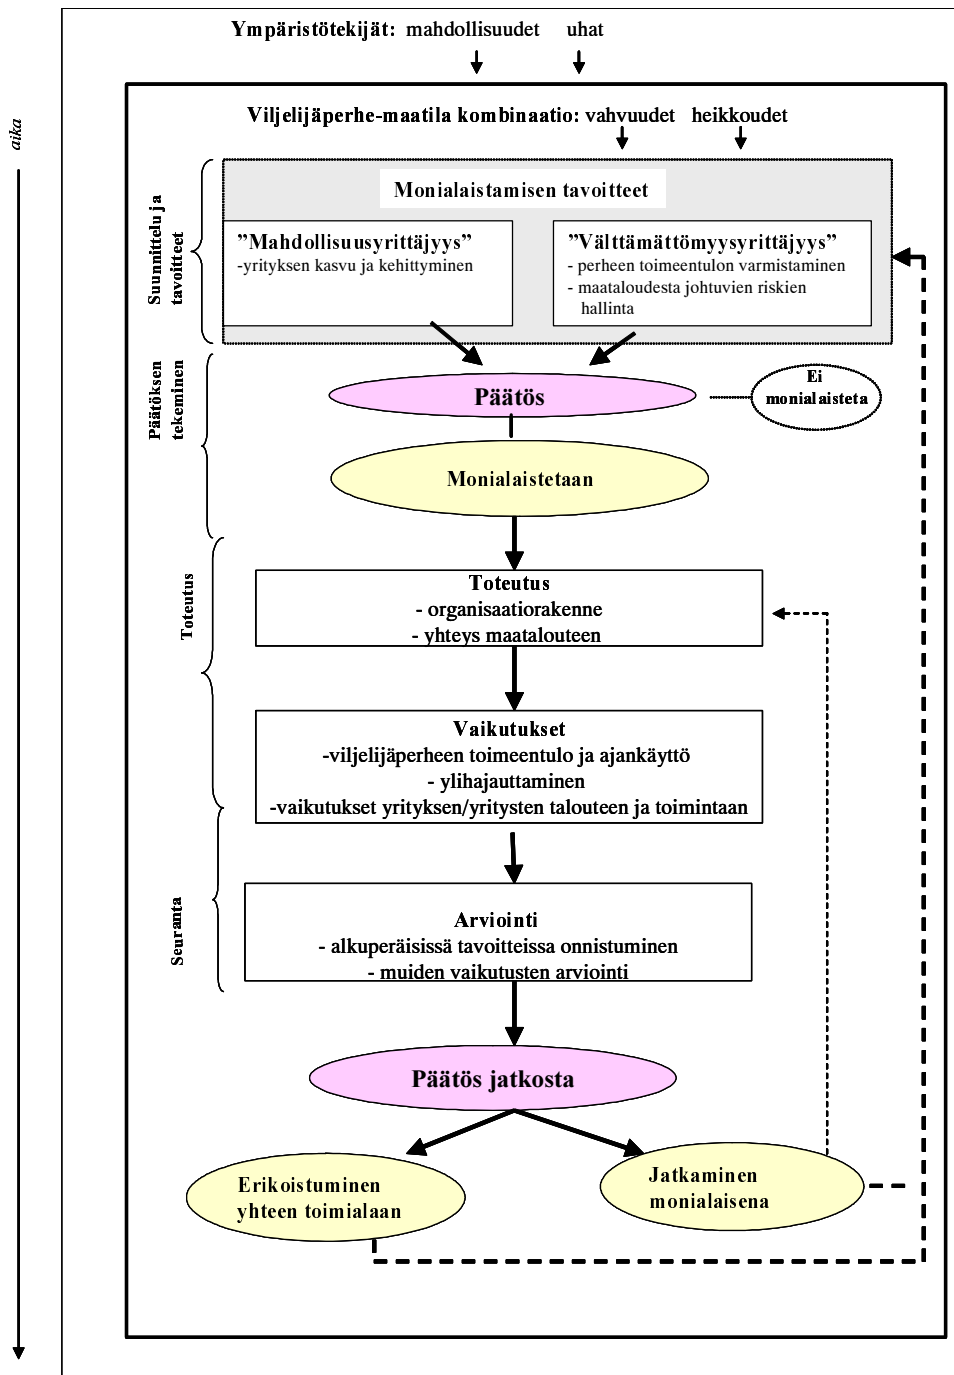 Ympäristötekijät: mahdollisuudet uhat
aika
Viljelijäperhe-maatila kombinaatio: vahvuudet heikkoudet
Suunnittelu ja
tavoitteet
Monialaistamisen tavoitteet
”Mahdollisuusyrittäjyys”
-yrityksen kasvu ja kehittyminen
”Välttämättömyysyrittäjyys”
- perheen toimeentulon varmistaminen
- maataloudesta johtuvien riskien
hallinta
Päätöksen
tekeminen
Päätös
Ei
monialaisteta
Monialaistetaan
Toteutus
Toteutus
- organisaatiorakenne
- yhteys maatalouteen
Vaikutukset
-viljelijäperheen toimeentulo ja ajankäyttö
- ylihajauttaminen
-vaikutukset yrityksen/yritysten talouteen ja toimintaan
Seuranta
Arviointi
- alkuperäisissä tavoitteissa onnistuminen
- muiden vaikutusten arviointi
Päätös jatkosta
Erikoistuminen
yhteen toimialaan
Jatkaminen
monialaisena